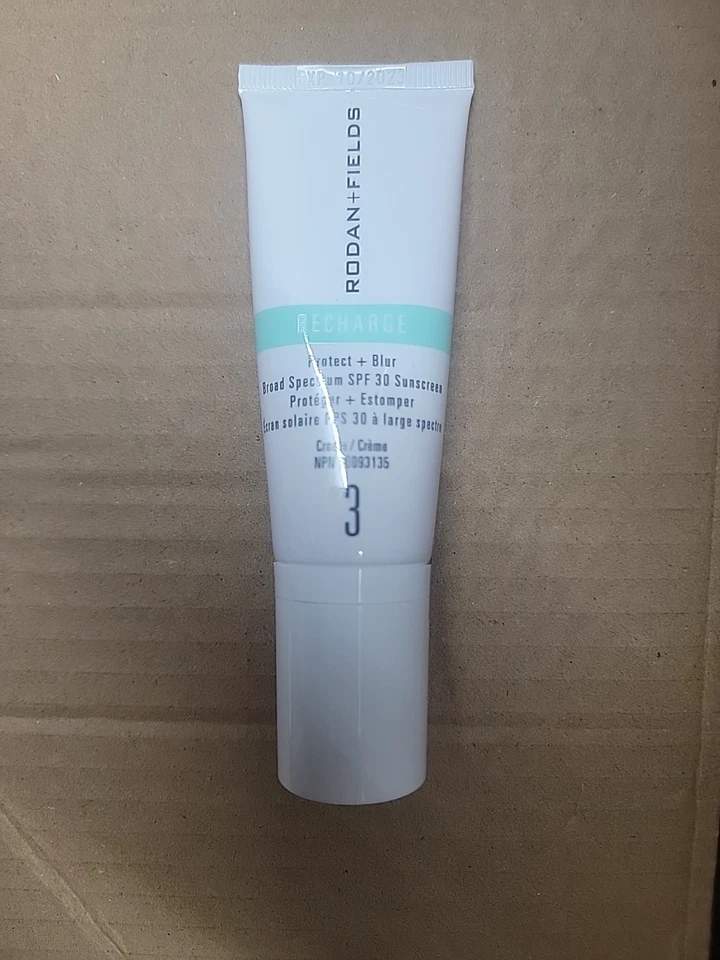 EXP 10/2023
RODAN+FIELDS
RECHARGE
Protect + Blur
Broad Spectrum SPF 30 Sunscreen
Protéger + Estomper
Écran solaire FPS 30 à large spectre
Cream / Crème
NPN
3